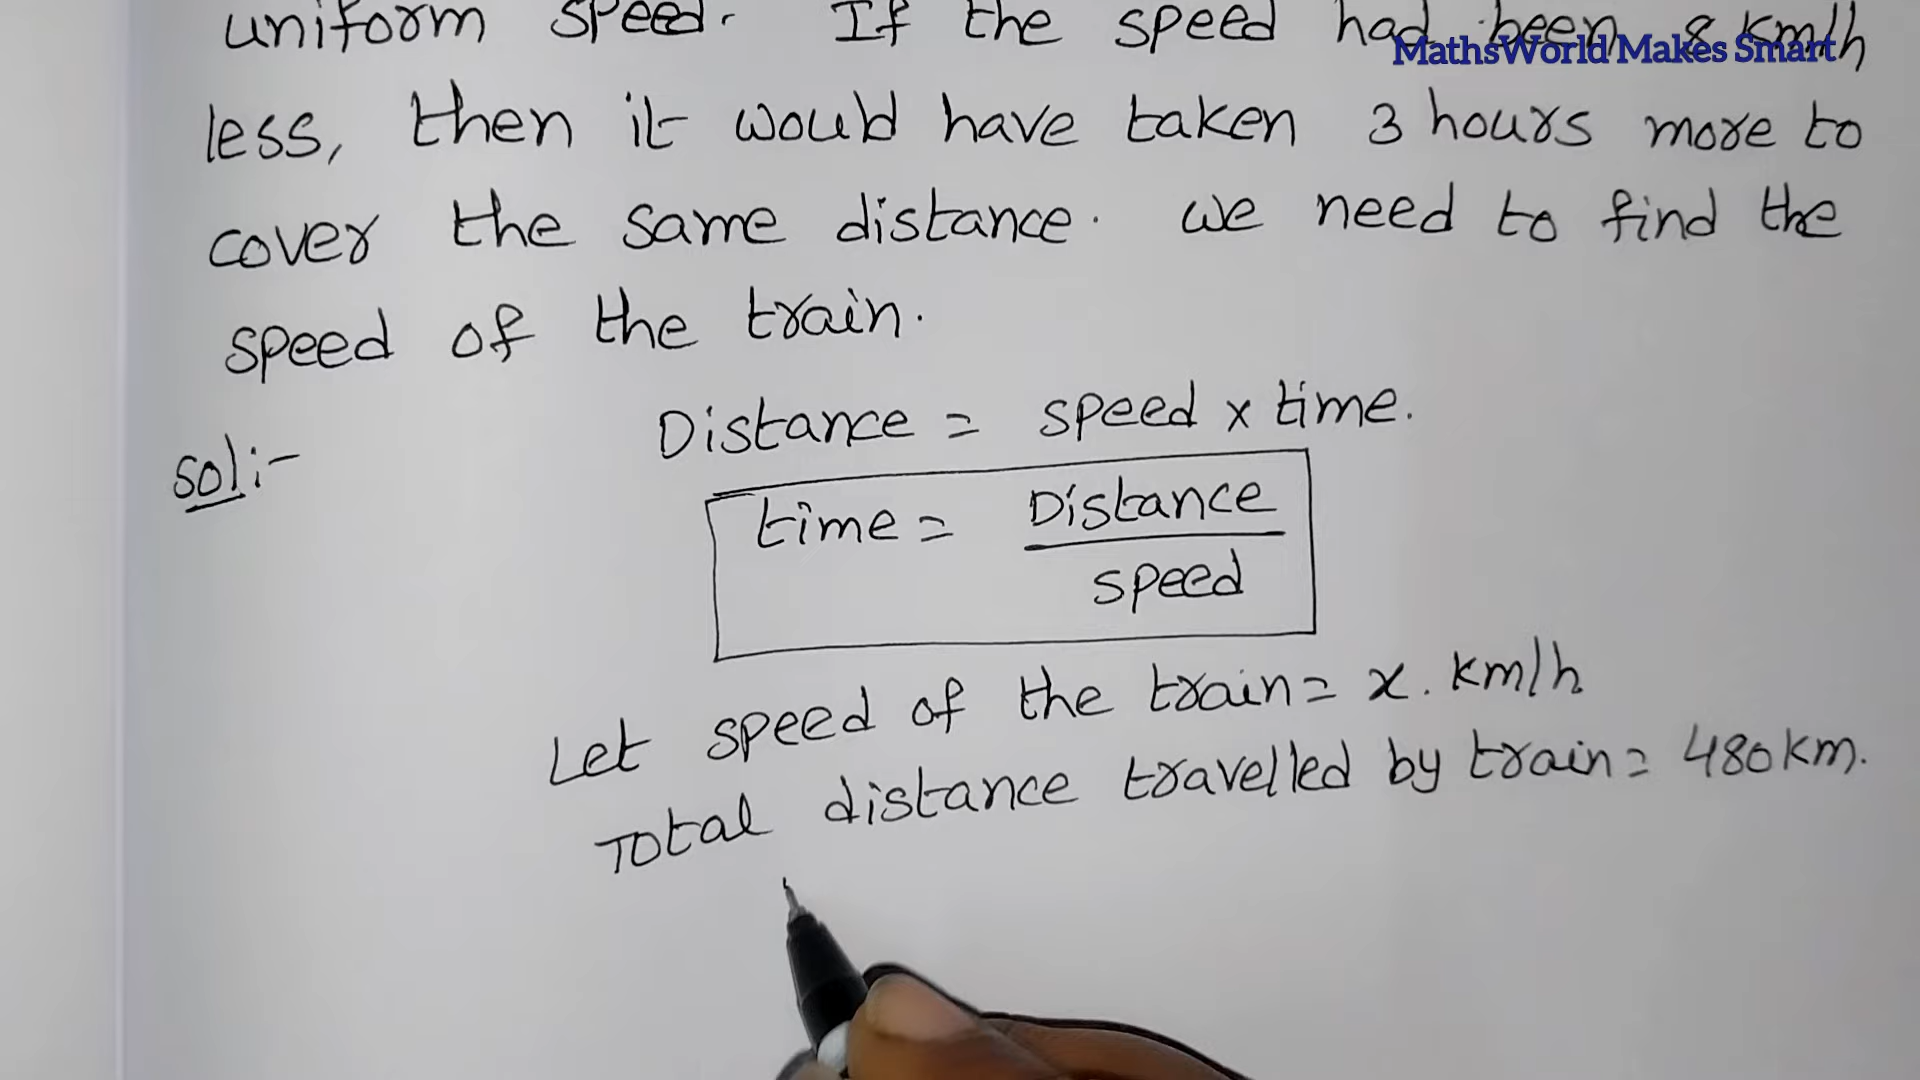 uniform speed. If the speed had been 8 km/h
MathsWorld Makes Smart
less, then it would have taken 3 hours more to
cover the same distance. we need to find the
speed of the train.
Distance = speed x time.
Sol:-
time = Distance
speed
Let speed of the train = x. km/h
Total distance travelled by train = 480 km.